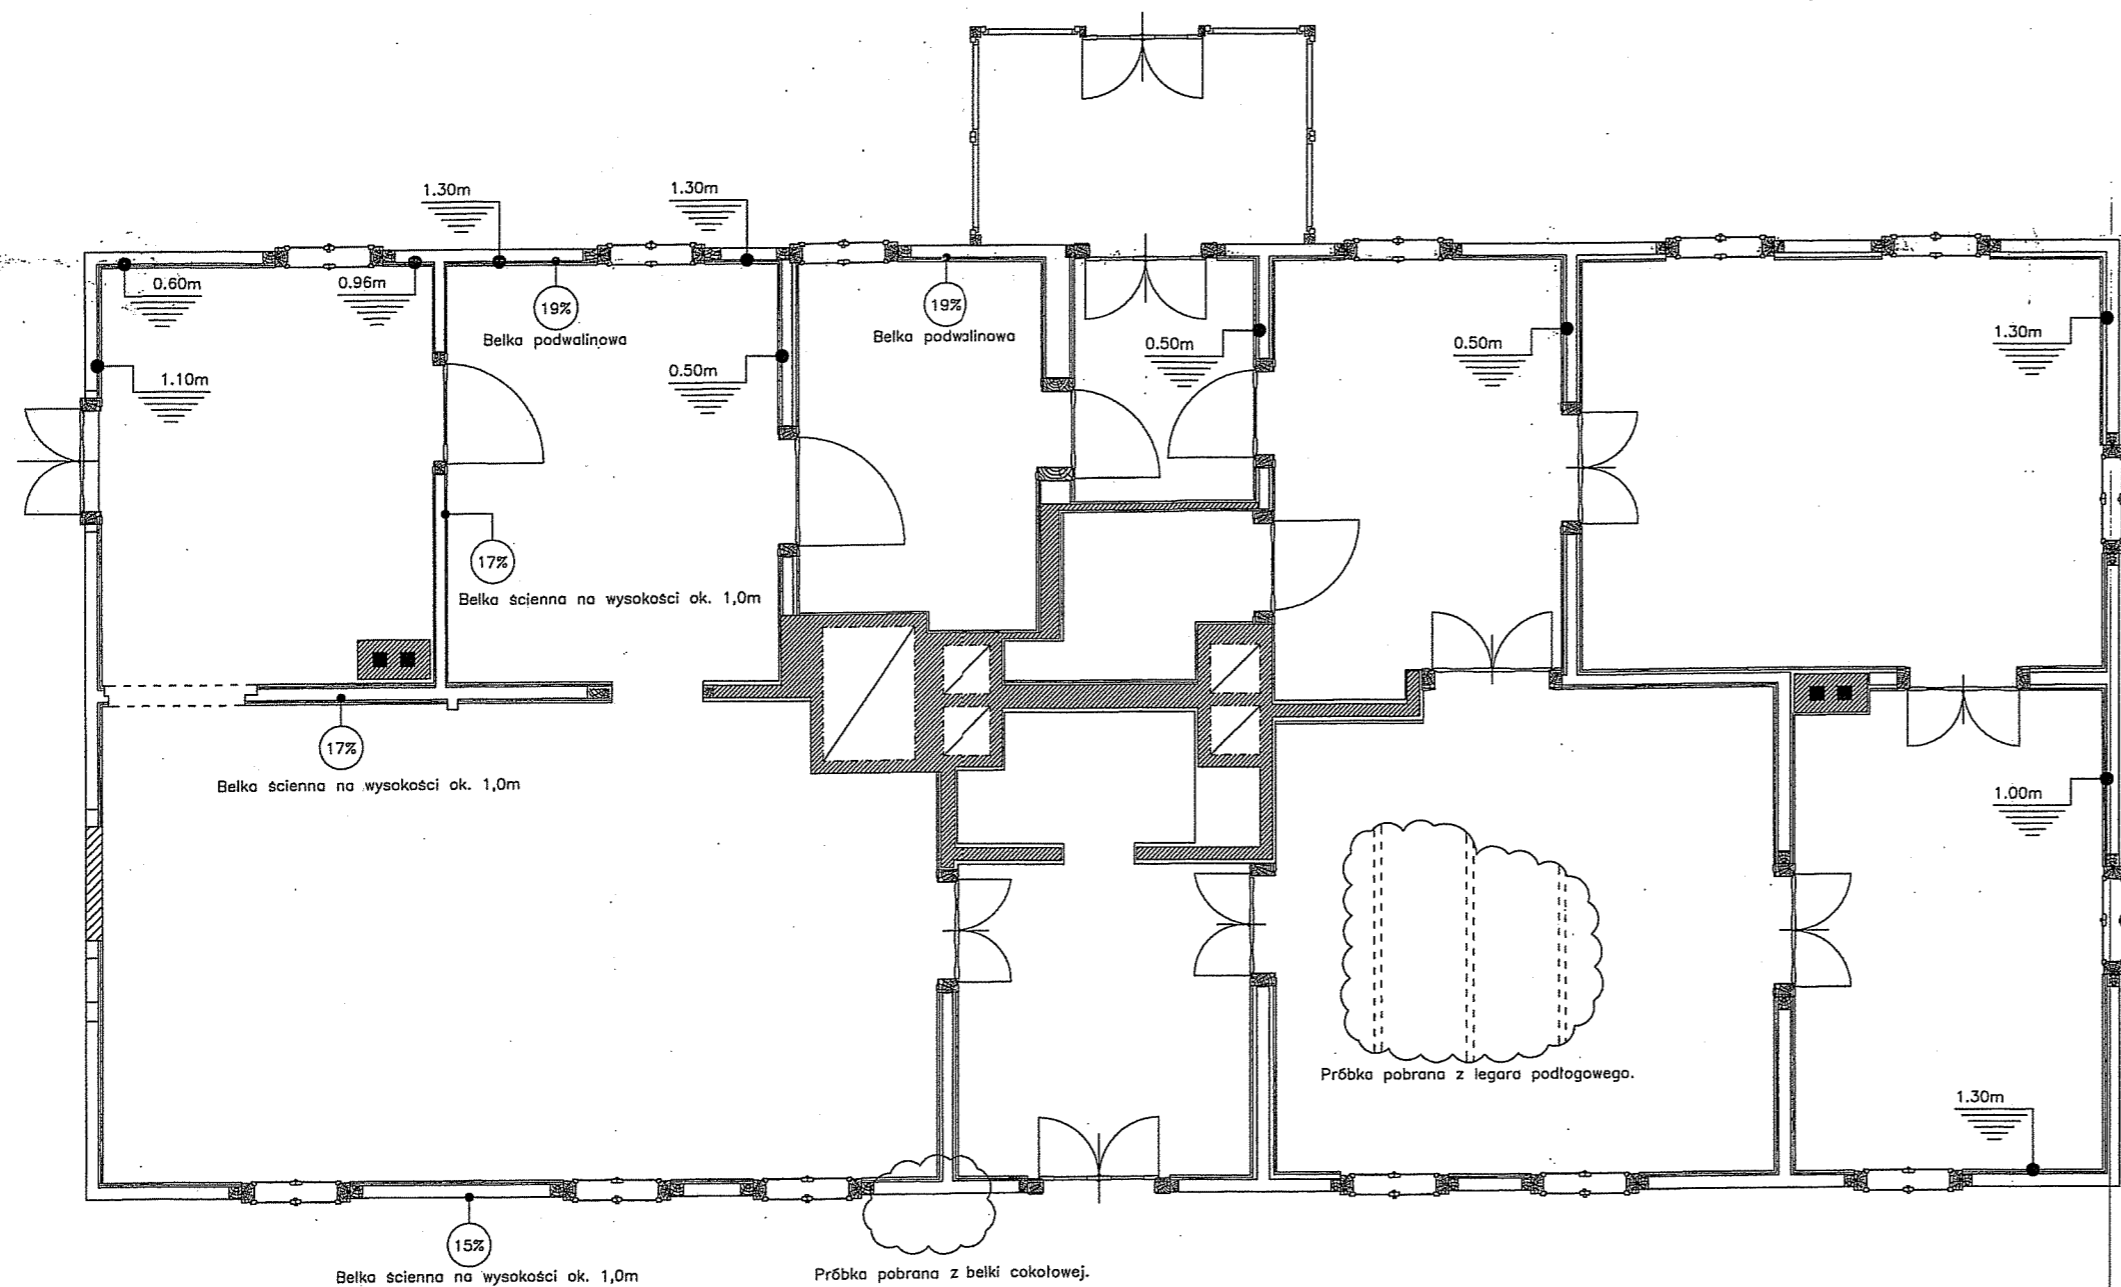 1.30m
1.30m
0.60m
0.96m
19%
Belka podwalinowa
19%
Belka podwalinowa
0.50m
0.50m
1.30m
1.10m
0.50m
17%
Belka ścienna na wysokości ok. 1,0m
17%
Belka ścienna na wysokości ok. 1,0m
1.00m
Próbka pobrana z legara podłogowego.
1.30m
15%
Belka ścienna na wysokości ok. 1,0m
Próbka pobrana z belki cokołowej.